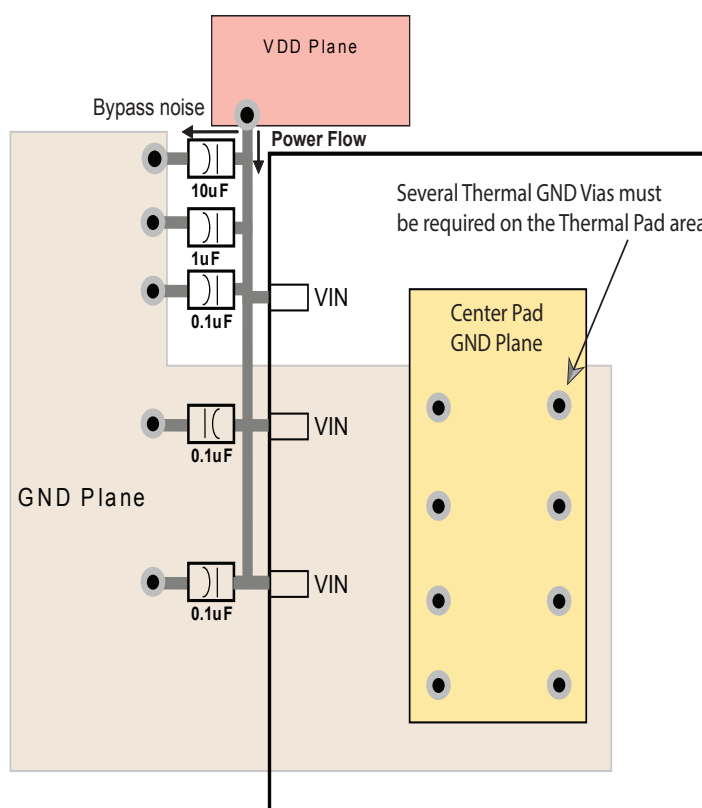 VDD Plane
Bypass noise
Power Flow
10uF
Several Thermal GND Vias must
be required on the Thermal Pad area
1uF
0.1uF
VIN
Center Pad
GND Plane
VIN
0.1uF
GND Plane
VIN
0.1uF